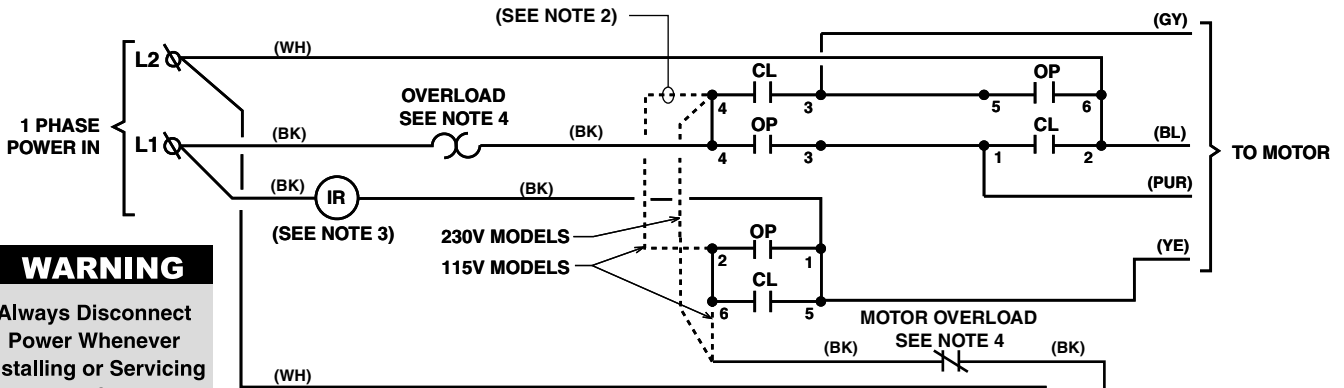 (SEE NOTE 2)
(GY)
L2
(WH)
CL
OP
OVERLOAD
SEE NOTE 4
4
3
5
6
1 PHASE
POWER IN
L1
(BK)
(BK)
OP
CL
(BL)
4
3
1
2
TO MOTOR
(BK)
IR
(BK)
(PUR)
(SEE NOTE 3)
230V MODELS
115V MODELS
OP
(YE)
2
1
CL
6
5
WARNING
Always Disconnect
Power Whenever
stalling or Servicing
MOTOR OVERLOAD
SEE NOTE 4
(BK)
(BK)
(WH)